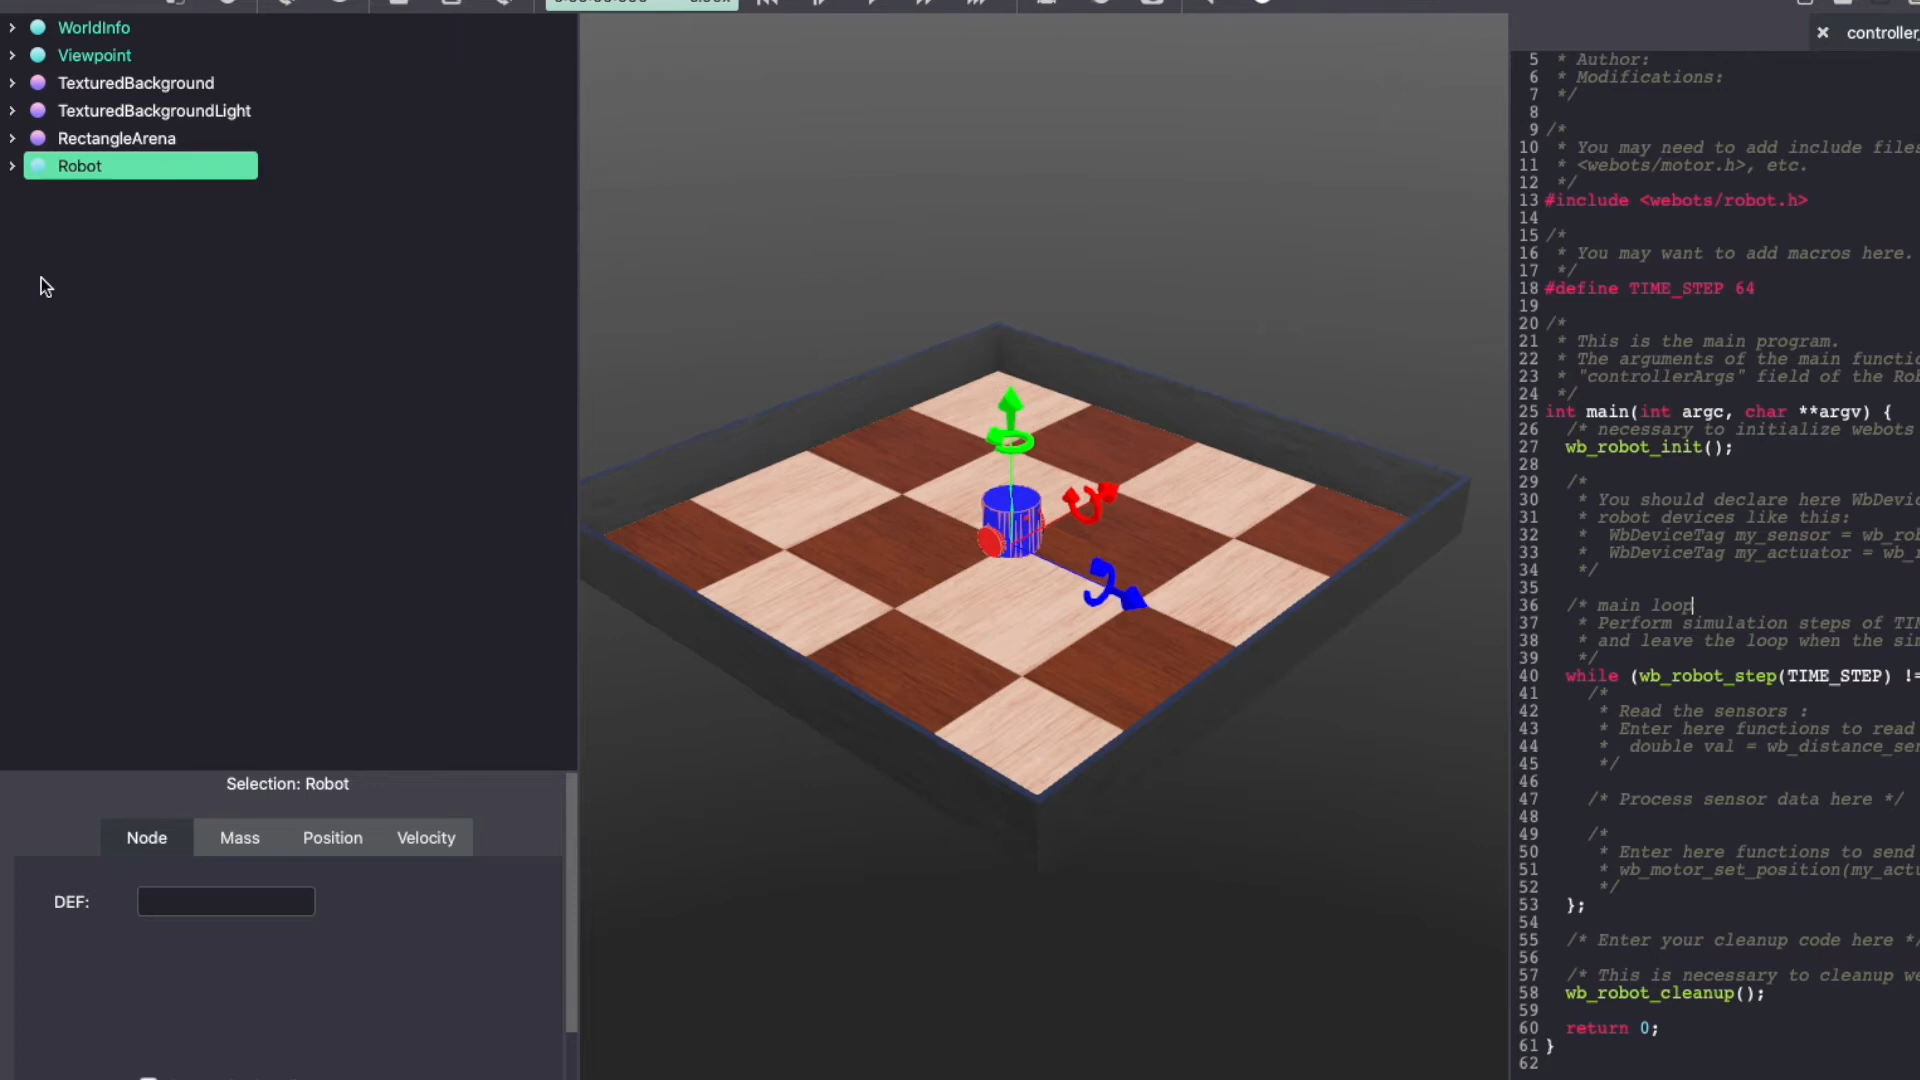 WorldInfo
Viewpoint
TexturedBackground
TexturedBackgroundLight
RectangleArena
Robot
Selection: Robot
Node Mass Position Velocity
DEF:
controller_
5 * Author:
6 * Modifications:
7 */
8
9 /*
10 * You may need to add include files
11 * <webots/motor.h>, etc.
12 */
13 #include <webots/robot.h>
14
15 /*
16 * You may want to add macros here.
17 */
18 #define TIME_STEP 64
19
20 /*
21 * This is the main program.
22 * The arguments of the main functio
23 * "controllerArgs" field of the Rob
24 */
25 int main(int argc, char **argv) {
26 /* necessary to initialize webots
27 wb_robot_init();
28
29 /*
30 * You should declare here WbDevic
31 * robot devices like this:
32 * WbDeviceTag my_sensor = wb_rob
33 * WbDeviceTag my_actuator = wb_r
34 */
35
36 /* main loop
37 * Perform simulation steps of TIM
38 * and leave the loop when the sim
39 */
40 while (wb_robot_step(TIME_STEP) !=
41 /*
42 * Read the sensors :
43 * Enter here functions to read
44 * double val = wb_distance_sen
45 */
46
47 /* Process sensor data here */
48
49 /*
50 * Enter here functions to send
51 * wb_motor_set_position(my_actu
52 */
53 };
54
55 /* Enter your cleanup code here */
56
57 /* This is necessary to cleanup we
58 wb_robot_cleanup();
59
60 return 0;
61 }
62